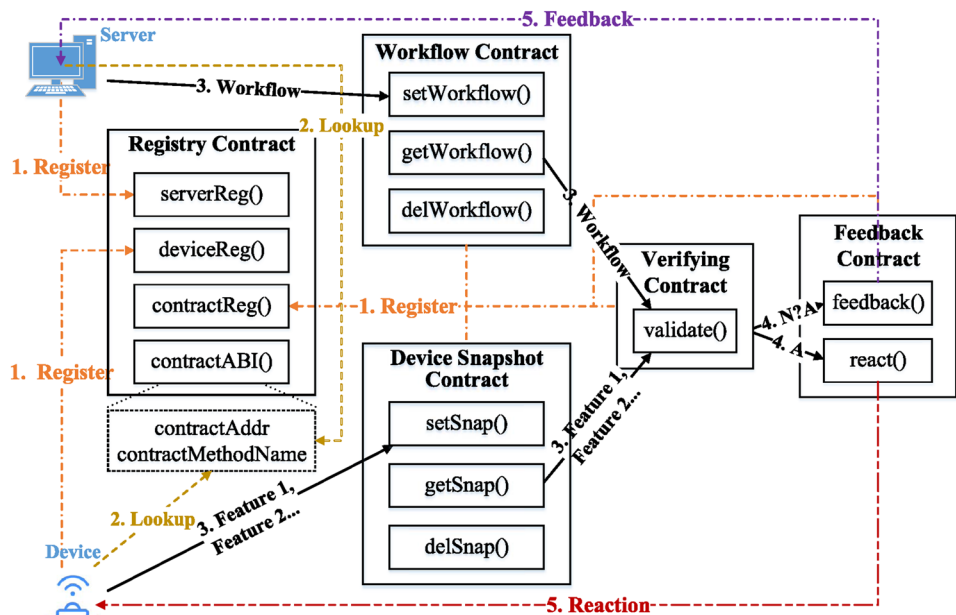 5. Feedback
Server
Workflow Contract
3. Workflow
setWorkflow()
2. Lookup
Registry Contract
getWorkflow()
1. Register
serverReg()
delWorkflow()
3. Workflow
deviceReg()
Verifying
Contract
Feedback
Contract
contractReg()
1. Register
validate()
4. N?A
feedback()
4. A
react()
1. Register
contractABI()
Device Snapshot
Contract
contractAddr
contractMethodName
setSnap()
3. Feature 1,
Feature 2...
2. Lookup
3. Feature 1,
Feature 2...
getSnap()
delSnap()
Device
5. Reaction